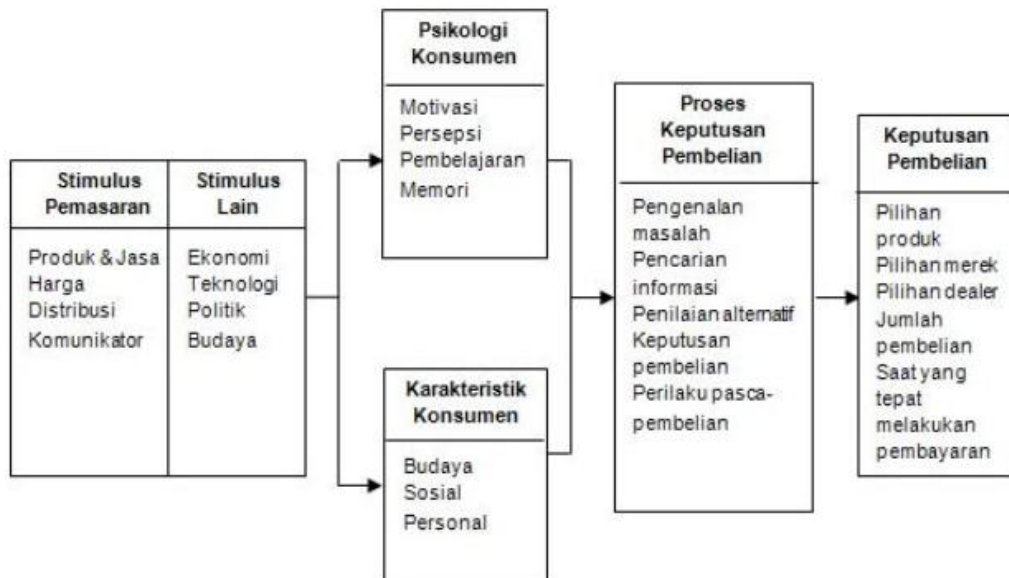 Stimulus
Pemasaran
Produk & Jasa
Harga
Distribusi
Komunikator
Stimulus
Lain
Ekonomi
Teknologi
Politik
Budaya
Psikologi
Konsumen
Motivasi
Persepsi
Pembelajaran
Memori
Karakteristik
Konsumen
Budaya
Sosial
Personal
Proses
Keputusan
Pembelian
Pengenalan
masalah
Pencarian
informasi
Penilaian alternatif
Keputusan
pembelian
Perilaku pasca-
pembelian
Keputusan
Pembelian
Pilihan
produk
Pilihan merek
Pilihan dealer
Jumlah
pembelian
Saat yang
tepat
melakukan
pembayaran